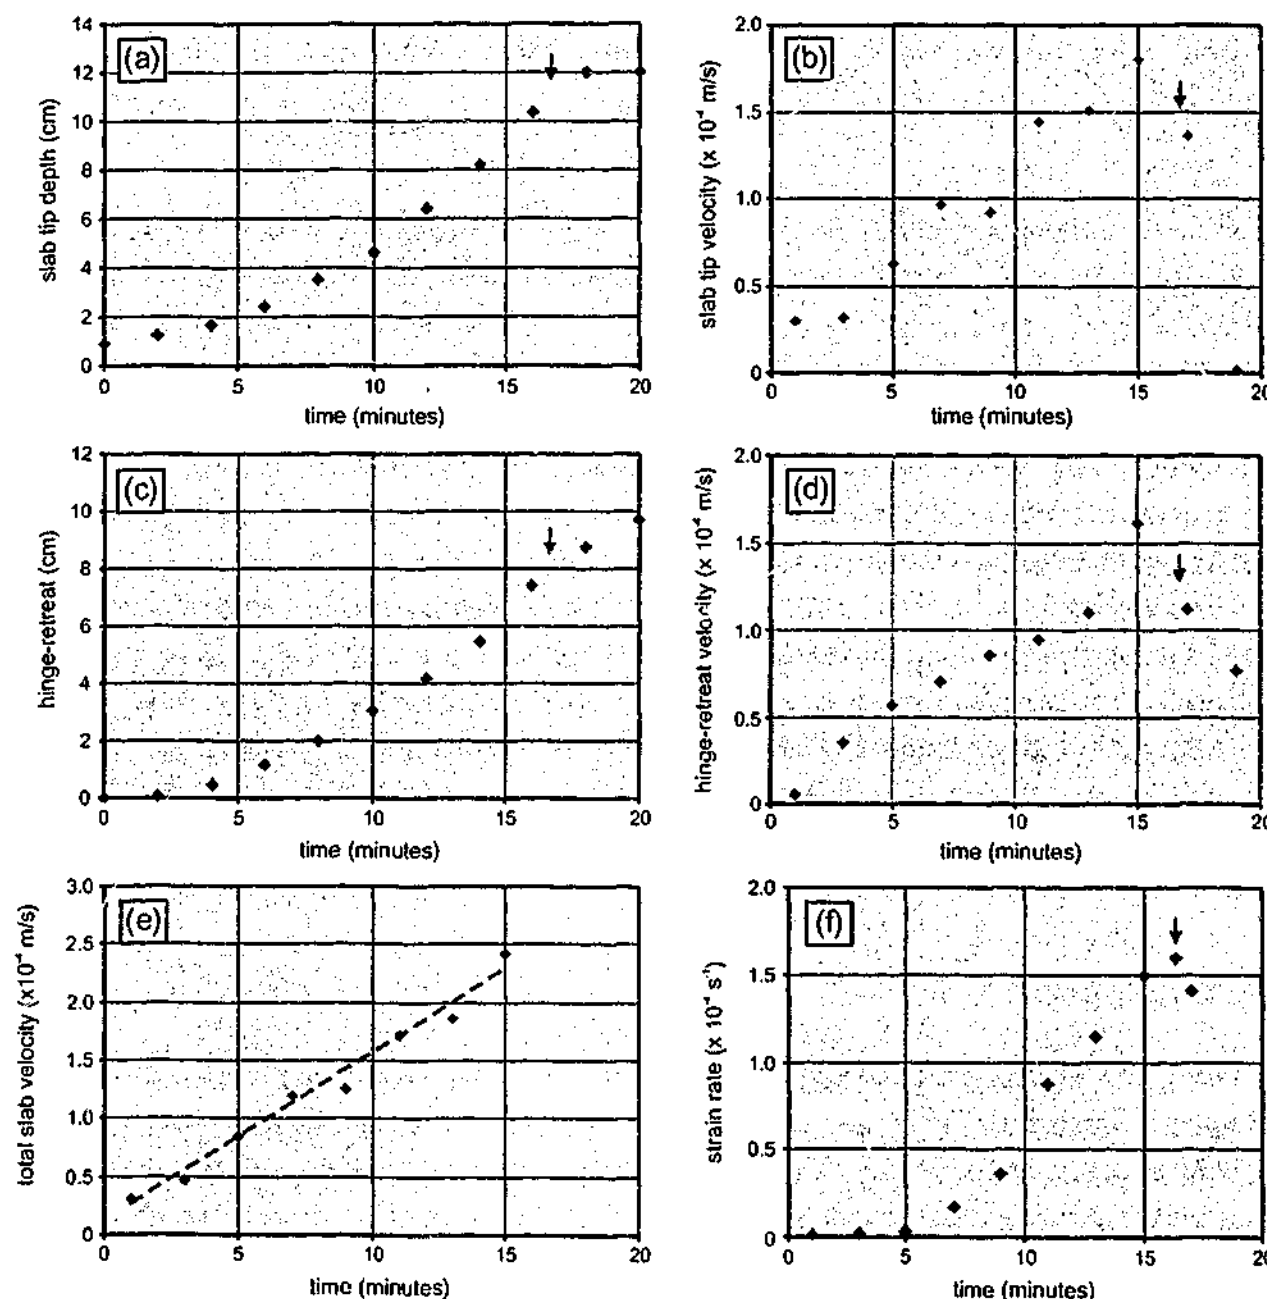 (a)
slab tip depth (cm)
14
12
10
8
6
4
2
0
0 5 10 15 20
time (minutes)
(b)
slab tip velocity (x 10⁻⁴ m/s)
2.0
1.5
1.0
0.5
0
0 5 10 15 20
time (minutes)
(c)
hinge-retreat (cm)
12
10
8
6
4
2
0
0 5 10 15 20
time (minutes)
(d)
hinge-retreat velocity (x 10⁻⁴ m/s)
2.0
1.5
1.0
0.5
0
0 5 10 15 20
time (minutes)
(e)
total slab velocity (x10⁻⁴ m/s)
3.0
2.5
2.0
1.5
1.0
0.5
0
0 5 10 15 20
time (minutes)
(f)
strain rate (x 10⁻⁴ s⁻¹)
2.0
1.5
1.0
0.5
0
0 5 10 15 20
time (minutes)